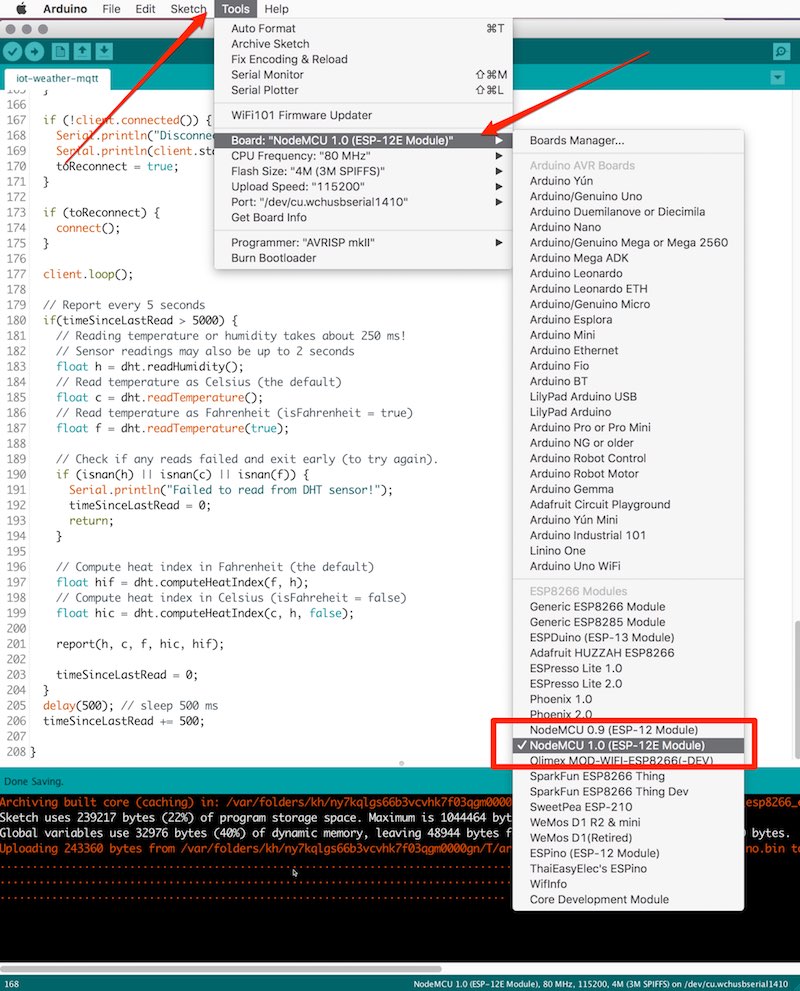 Arduino File Edit Sketch Tools Help
iot-weather-mqtt
Auto Format ⌘T
Archive Sketch
Fix Encoding & Reload
Serial Monitor ⇧⌘M
Serial Plotter ⇧⌘L
WiFi101 Firmware Updater
Board: "NodeMCU 1.0 (ESP-12E Module)"
CPU Frequency: "80 MHz"
Flash Size: "4M (3M SPIFFS)"
Upload Speed: "115200"
Port: "/dev/cu.wchusbserial1410"
Get Board Info
Programmer: "AVRISP mkII"
Burn Bootloader
Boards Manager...
Arduino AVR Boards
Arduino Yún
Arduino/Genuino Uno
Arduino Duemilanove or Diecimila
Arduino Nano
Arduino/Genuino Mega or Mega 2560
Arduino Mega ADK
Arduino Leonardo
Arduino Leonardo ETH
Arduino/Genuino Micro
Arduino Esplora
Arduino Mini
Arduino Ethernet
Arduino Fio
Arduino BT
LilyPad Arduino USB
LilyPad Arduino
Arduino Pro or Pro Mini
Arduino NG or older
Arduino Robot Control
Arduino Robot Motor
Arduino Gemma
Adafruit Circuit Playground
Arduino Yún Mini
Arduino Industrial 101
Linino One
Arduino Uno WiFi
ESP8266 Modules
Generic ESP8266 Module
Generic ESP8285 Module
ESPDuino (ESP-13 Module)
Adafruit HUZZAH ESP8266
ESPresso Lite 1.0
ESPresso Lite 2.0
Phoenix 1.0
Phoenix 2.0
NodeMCU 0.9 (ESP-12 Module)
✓ NodeMCU 1.0 (ESP-12E Module)
Olimex MOD-WIFI-ESP8266(-DEV)
SparkFun ESP8266 Thing
SparkFun ESP8266 Thing Dev
SweetPea ESP-210
WeMos D1 R2 & mini
WeMos D1(Retired)
ESPino (ESP-12 Module)
ThaiEasyElec's ESPino
WifInfo
Core Development Module
165 }
166
167 if (!client.connected()) {
168 Serial.println("Disconne
169 Serial.println(client.sta
170 toReconnect = true;
171 }
172
173 if (toReconnect) {
174 connect();
175 }
176
177 client.loop();
178
179 // Report every 5 seconds
180 if(timeSinceLastRead > 5000) {
181 // Reading temperature or humidity takes about 250 ms!
182 // Sensor readings may also be up to 2 seconds
183 float h = dht.readHumidity();
184 // Read temperature as Celsius (the default)
185 float c = dht.readTemperature();
186 // Read temperature as Fahrenheit (isFahrenheit = true)
187 float f = dht.readTemperature(true);
188
189 // Check if any reads failed and exit early (to try again).
190 if (isnan(h) || isnan(c) || isnan(f)) {
191 Serial.println("Failed to read from DHT sensor!");
192 timeSinceLastRead = 0;
193 return;
194 }
195
196 // Compute heat index in Fahrenheit (the default)
197 float hif = dht.computeHeatIndex(f, h);
198 // Compute heat index in Celsius (isFahreheit = false)
199 float hic = dht.computeHeatIndex(c, h, false);
200
201 report(h, c, f, hic, hif);
202
203 timeSinceLastRead = 0;
204 }
205 delay(500); // sleep 500 ms
206 timeSinceLastRead += 500;
207
208 }
Done Saving.
Archiving built core (caching) in: /var/folders/kh/ny7kqlgs66b3vcvhk7f03qgm0000 esp8266_e
Sketch uses 239217 bytes (22%) of program storage space. Maximum is 1044464 byt
Global variables use 32976 bytes (40%) of dynamic memory, leaving 48944 bytes f 0 bytes.
Uploading 243360 bytes from /var/folders/kh/ny7kqlgs66b3vcvhk7f03qgm0000gn/T/ar no.bin to
168 NodeMCU 1.0 (ESP-12E Module), 80 MHz, 115200, 4M (3M SPIFFS) on /dev/cu.wchusbserial1410